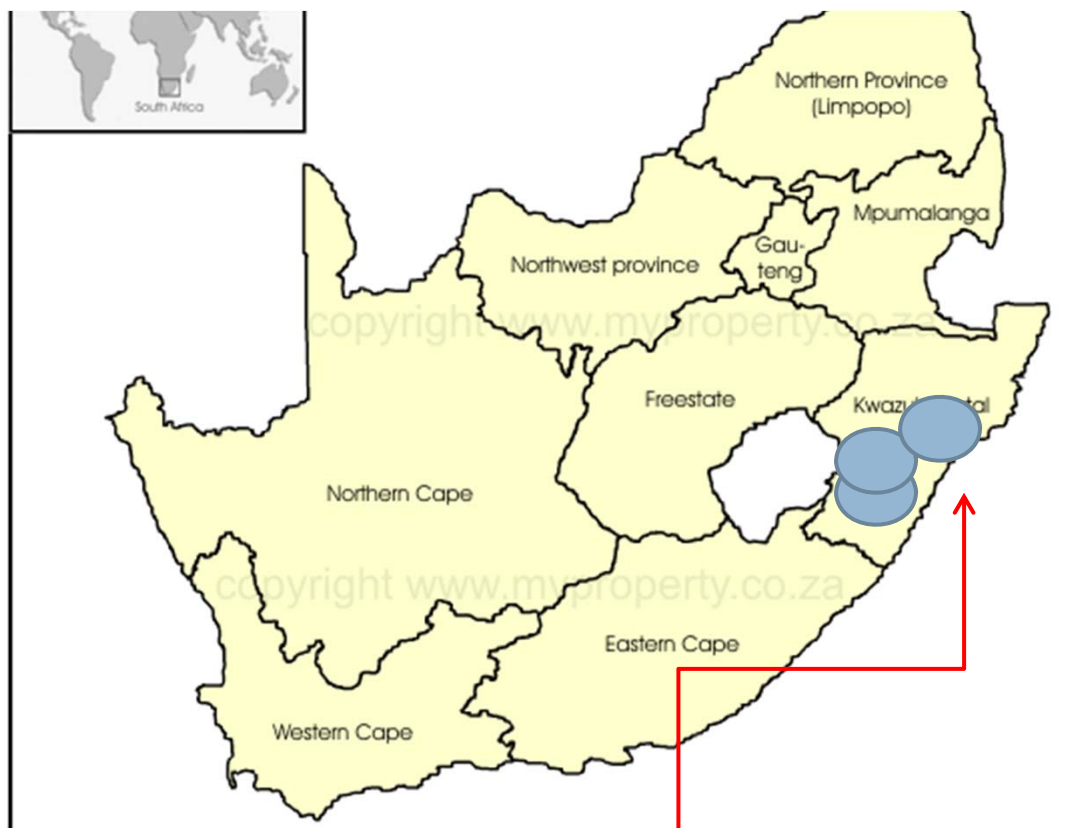 South Africa
Northern Province
(Limpopo)
Mpumalanga
Gau-
teng
Northwest province
copyright www.myproperty.co.za
Freestate
Northern Cape
copyright www.myproperty.co.za
Eastern Cape
Western Cape